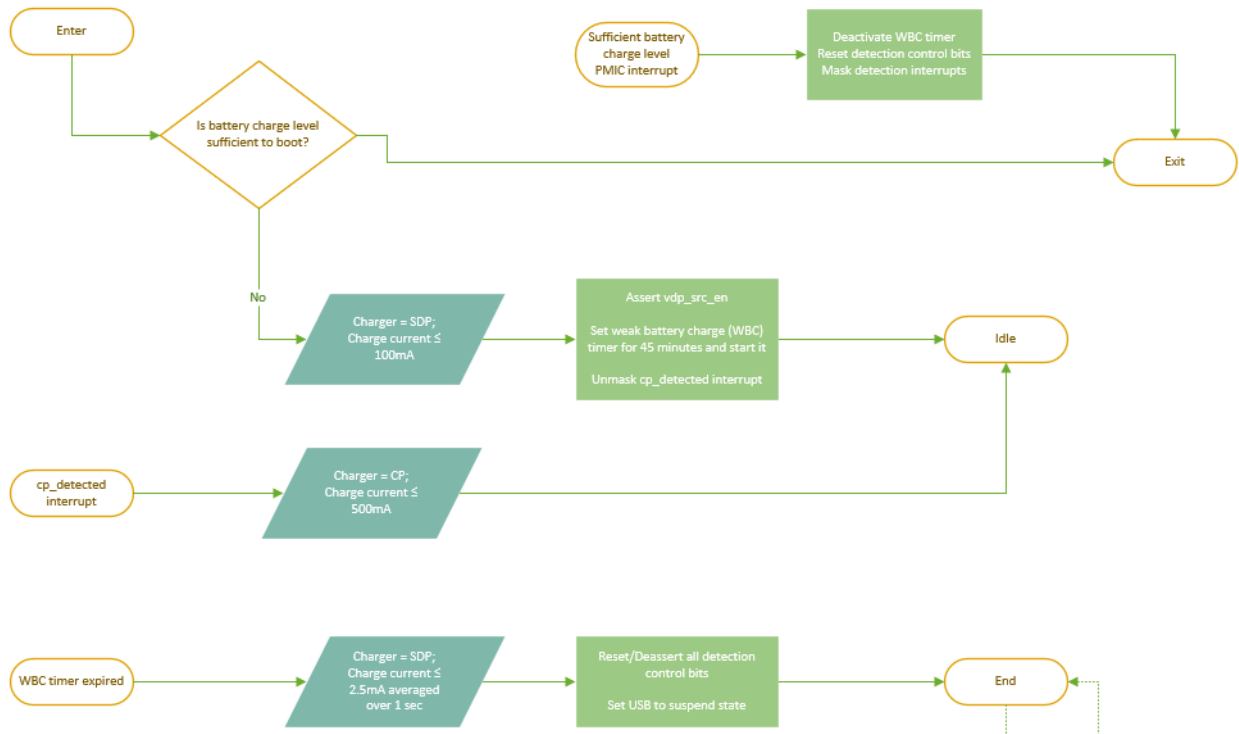 Enter
Sufficient battery
charge level
PMIC interrupt
Deactivate WBC timer
Reset detection control bits
Mask detection interrupts
Is battery charge level
sufficient to boot?
Exit
No
Charger = SDP;
Charge current ≤
100mA
Assert vdp_src_en
Set weak battery charge (WBC)
timer for 45 minutes and start it
Unmask cp_detected interrupt
Idle
cp_detected
interrupt
Charger = CP;
Charge current ≤
500mA
WBC timer expired
Charger = SDP;
Charge current ≤
2.5mA averaged
over 1 sec
Reset/Deassert all detection
control bits
Set USB to suspend state
End